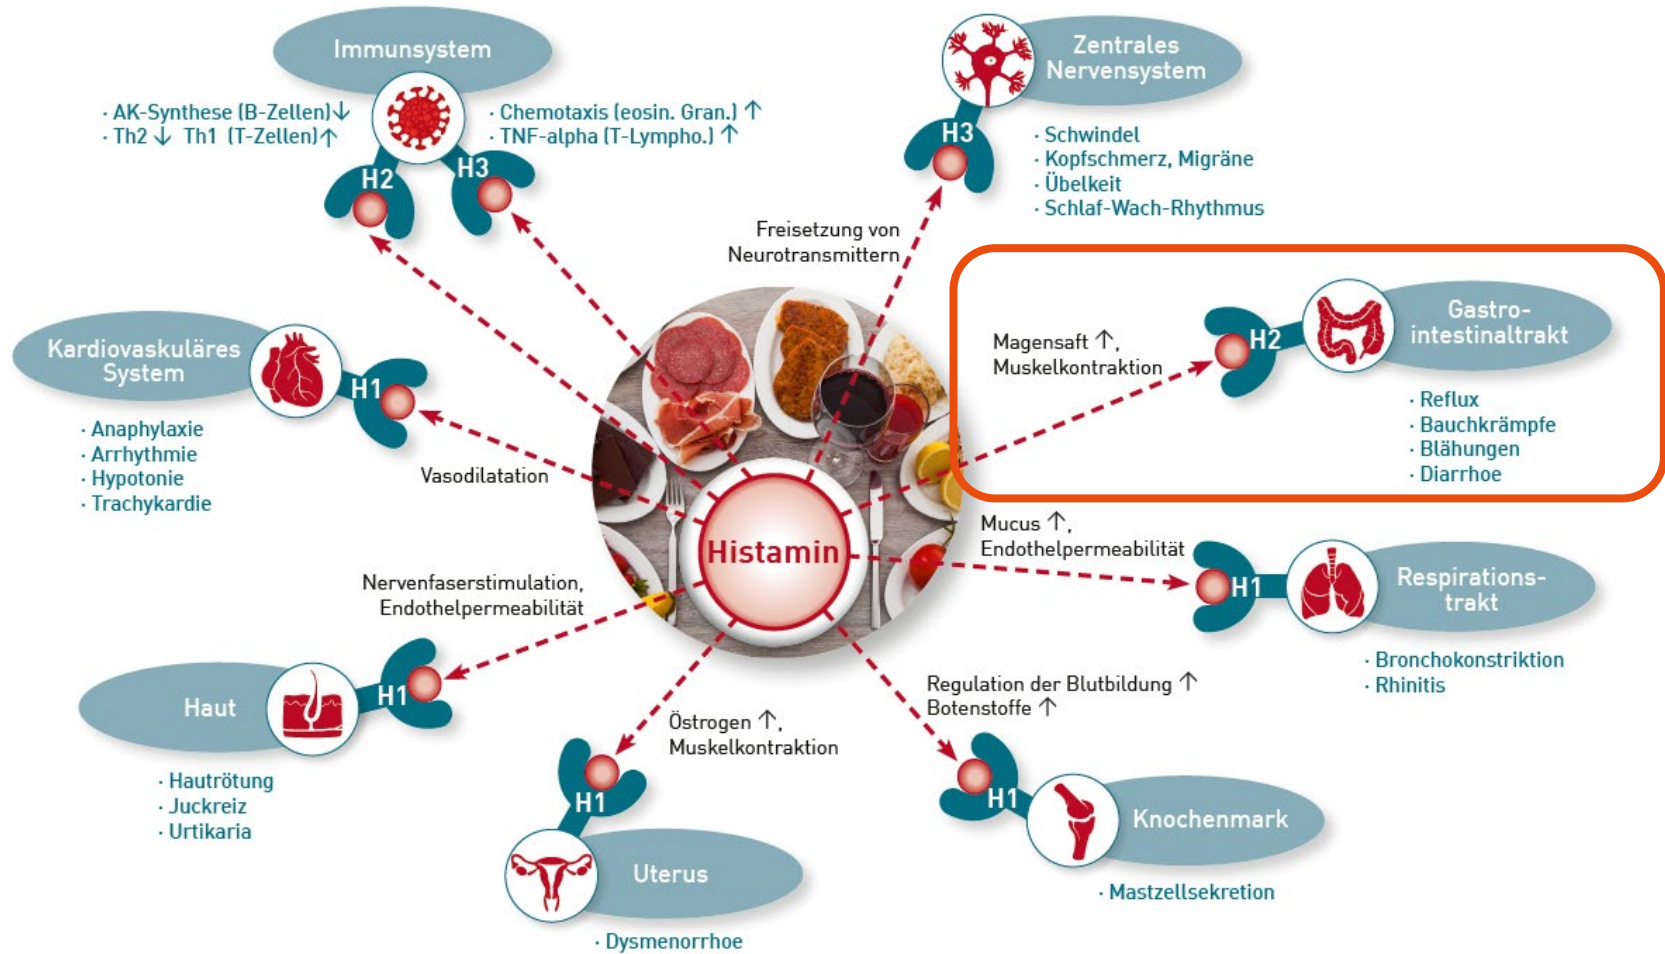 Immunsystem
· AK-Synthese (B-Zellen)↓
· Th2 ↓ Th1 (T-Zellen)↑
· Chemotaxis (eosin. Gran.) ↑
· TNF-alpha (T-Lympho.) ↑
H2
H3
Zentrales
Nervensystem
H3
· Schwindel
· Kopfschmerz, Migräne
· Übelkeit
· Schlaf-Wach-Rhythmus
Freisetzung von
Neurotransmittern
Gastro-
intestinaltrakt
H2
Magensaft ↑,
Muskelkontraktion
· Reflux
· Bauchkrämpfe
· Blähungen
· Diarrhoe
Kardiovaskuläres
System
H1
· Anaphylaxie
· Arrhythmie
· Hypotonie
· Trachykardie
Vasodilatation
Histamin
Mucus ↑,
Endothelpermeabilität
H1
Respirations-
trakt
· Bronchokonstriktion
· Rhinitis
Nervenfaserstimulation,
Endothelpermeabilität
Haut
H1
· Hautrötung
· Juckreiz
· Urtikaria
Östrogen ↑,
Muskelkontraktion
H1
Uterus
· Dysmenorrhoe
Regulation der Blutbildung ↑
Botenstoffe ↑
H1
Knochenmark
· Mastzellsekretion